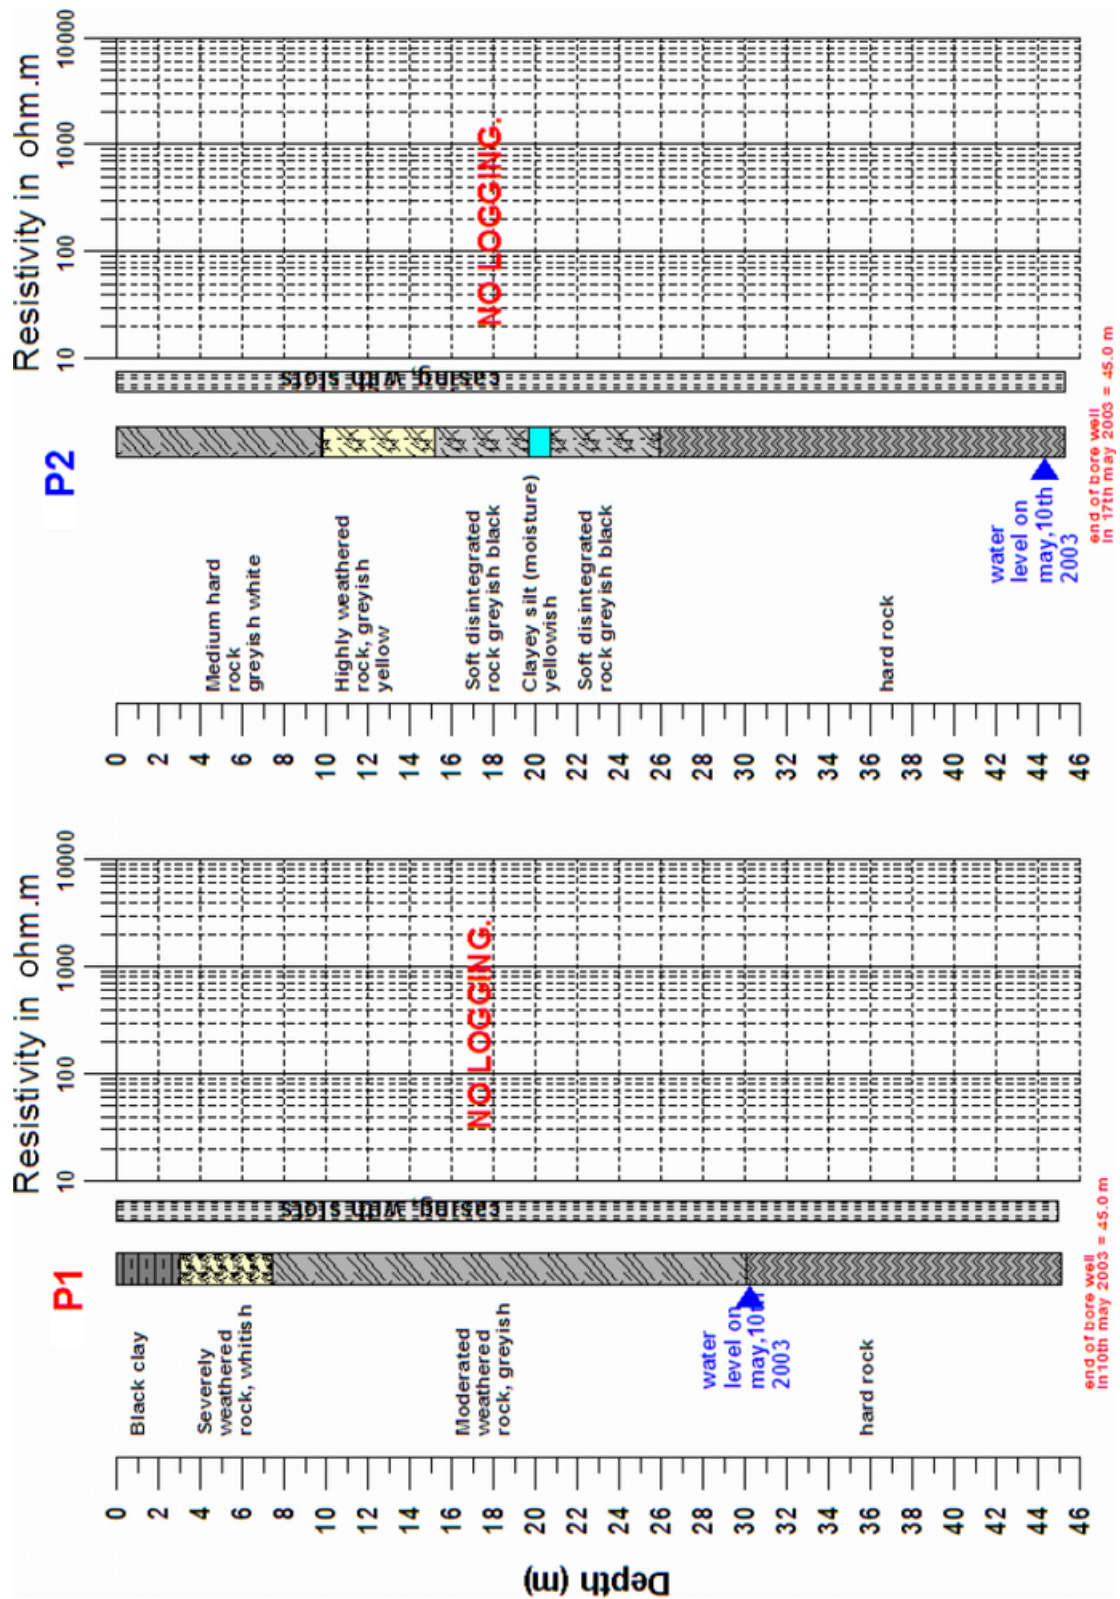 P1
Resistivity in ohm.m
10
100
1000
10000
Depth (m)
0
2
4
6
8
10
12
14
16
18
20
22
24
26
28
30
32
34
36
38
40
42
44
46
Black clay
Severely
weathered
rock, whitish
Moderated
weathered
rock, greyish
water
level on
may,10th
2003
hard rock
casing, with slots
NO LOGGING.
end of bore well
in 10th may 2003 = 45.0 m
P2
Resistivity in ohm.m
10
100
1000
10000
0
2
4
6
8
10
12
14
16
18
20
22
24
26
28
30
32
34
36
38
40
42
44
46
Medium hard
rock
greyish white
Highly weathered
rock, greyish
yellow
Soft disintegrated
rock greyish black
Clayey silt (moisture)
yellowish
Soft disintegrated
rock greyish black
hard rock
water
level on
may,10th
2003
casing, with slots
NO LOGGING.
end of bore well
in 17th may 2003 = 45.0 m